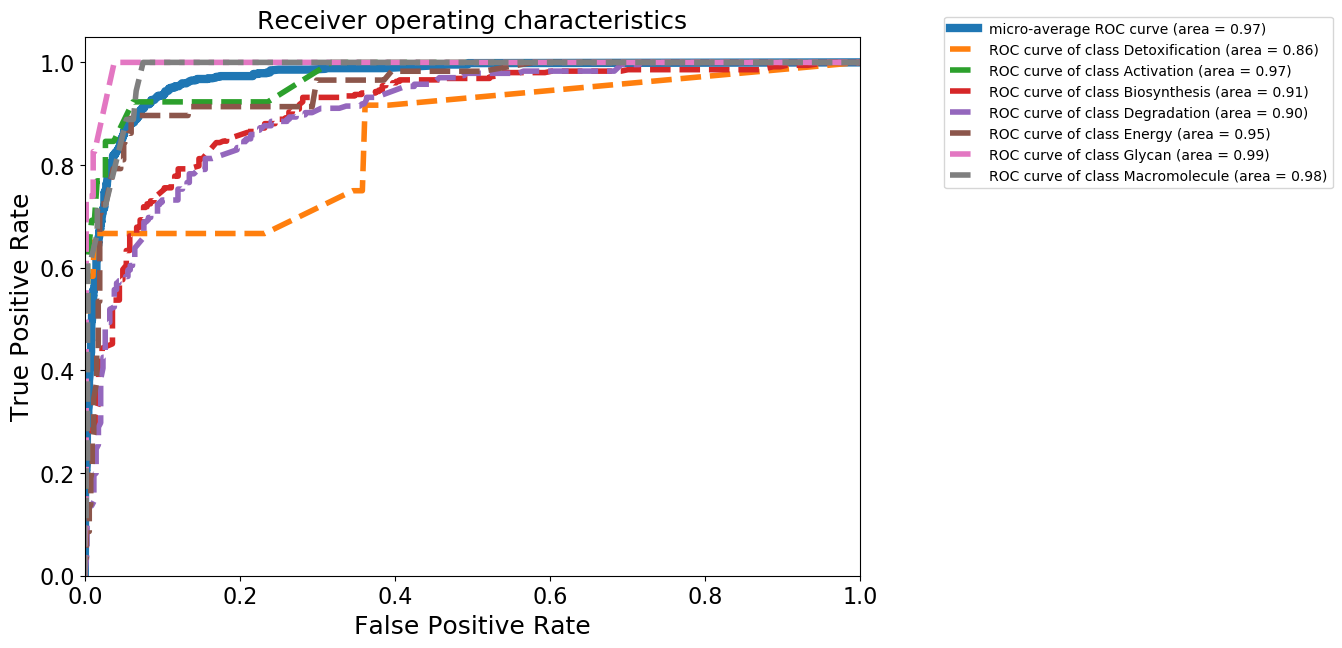 Receiver operating characteristics
micro-average ROC curve (area = 0.97)
ROC curve of class Detoxification (area = 0.86)
ROC curve of class Activation (area = 0.97)
ROC curve of class Biosynthesis (area = 0.91)
ROC curve of class Degradation (area = 0.90)
ROC curve of class Energy (area = 0.95)
ROC curve of class Glycan (area = 0.99)
ROC curve of class Macromolecule (area = 0.98)
True Positive Rate
1.0
0.8
0.6
0.4
0.2
0.0
0.0 0.2 0.4 0.6 0.8 1.0
False Positive Rate